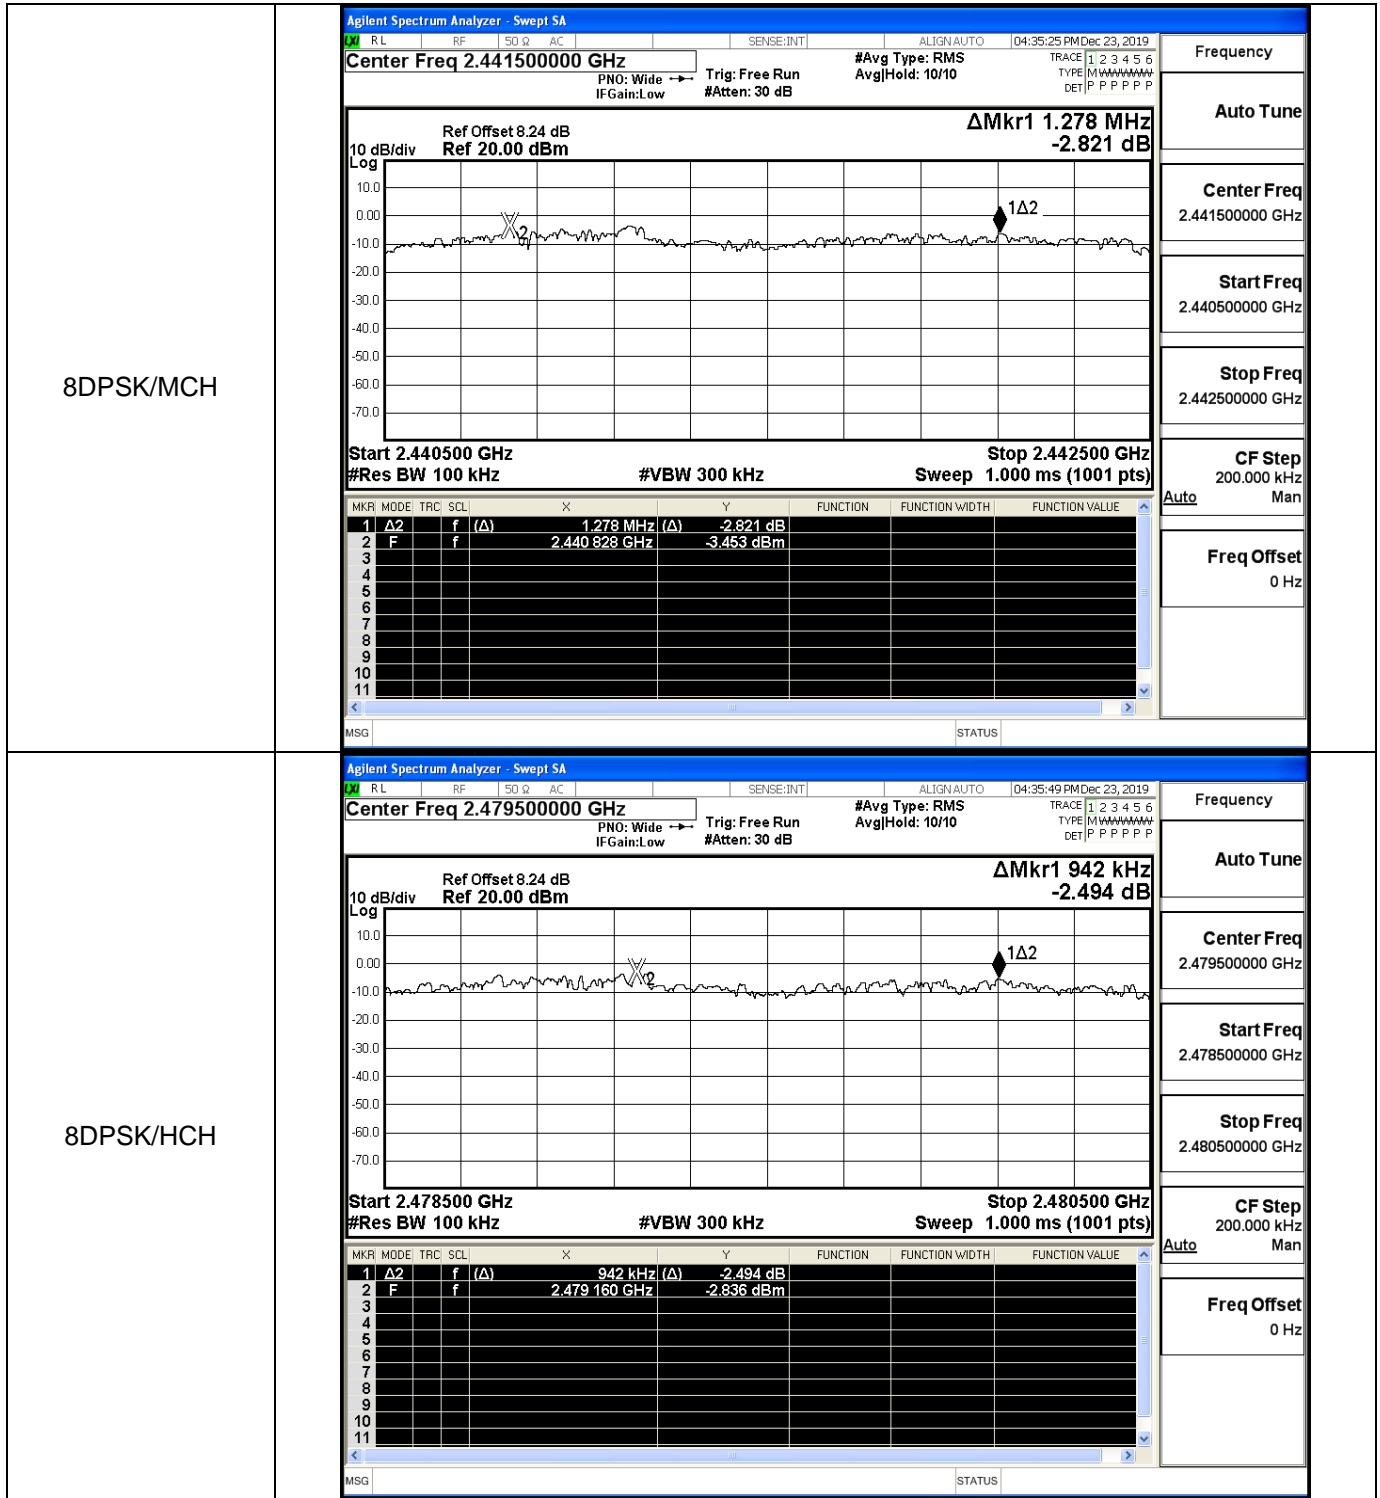 8DPSK/MCH
Agilent Spectrum Analyzer - Swept SA
LXI RL RF 50 Ω AC SENSE:INT ALIGN AUTO 04:35:25 PM Dec 23, 2019
Center Freq 2.441500000 GHz
PNO: Wide
IFGain:Low
Trig: Free Run
#Atten: 30 dB
#Avg Type: RMS
Avg|Hold: 10/10
TRACE 1 2 3 4 5 6
TYPE M WWWWW
DET P P P P P P
Ref Offset 8.24 dB
10 dB/div Ref 20.00 dBm
Log
ΔMkr1 1.278 MHz
-2.821 dB
10.0
0.00
-10.0
-20.0
-30.0
-40.0
-50.0
-60.0
-70.0
2
1Δ2
Start 2.440500 GHz Stop 2.442500 GHz
#Res BW 100 kHz #VBW 300 kHz Sweep 1.000 ms (1001 pts)
MKR MODE TRC SCL X Y FUNCTION FUNCTION WIDTH FUNCTION VALUE
1 Δ2 f (Δ) 1.278 MHz (Δ) -2.821 dB
2 F f 2.440 828 GHz -3.453 dBm
3
4
5
6
7
8
9
10
11
MSG STATUS
Frequency
Auto Tune
Center Freq
2.441500000 GHz
Start Freq
2.440500000 GHz
Stop Freq
2.442500000 GHz
CF Step
200.000 kHz
Auto Man
Freq Offset
0 Hz
8DPSK/HCH
Agilent Spectrum Analyzer - Swept SA
LXI RL RF 50 Ω AC SENSE:INT ALIGN AUTO 04:35:49 PM Dec 23, 2019
Center Freq 2.479500000 GHz
PNO: Wide
IFGain:Low
Trig: Free Run
#Atten: 30 dB
#Avg Type: RMS
Avg|Hold: 10/10
TRACE 1 2 3 4 5 6
TYPE M WWWWW
DET P P P P P P
Ref Offset 8.24 dB
10 dB/div Ref 20.00 dBm
Log
ΔMkr1 942 kHz
-2.494 dB
10.0
0.00
-10.0
-20.0
-30.0
-40.0
-50.0
-60.0
-70.0
2
1Δ2
Start 2.478500 GHz Stop 2.480500 GHz
#Res BW 100 kHz #VBW 300 kHz Sweep 1.000 ms (1001 pts)
MKR MODE TRC SCL X Y FUNCTION FUNCTION WIDTH FUNCTION VALUE
1 Δ2 f (Δ) 942 kHz (Δ) -2.494 dB
2 F f 2.479 160 GHz -2.836 dBm
3
4
5
6
7
8
9
10
11
MSG STATUS
Frequency
Auto Tune
Center Freq
2.479500000 GHz
Start Freq
2.478500000 GHz
Stop Freq
2.480500000 GHz
CF Step
200.000 kHz
Auto Man
Freq Offset
0 Hz